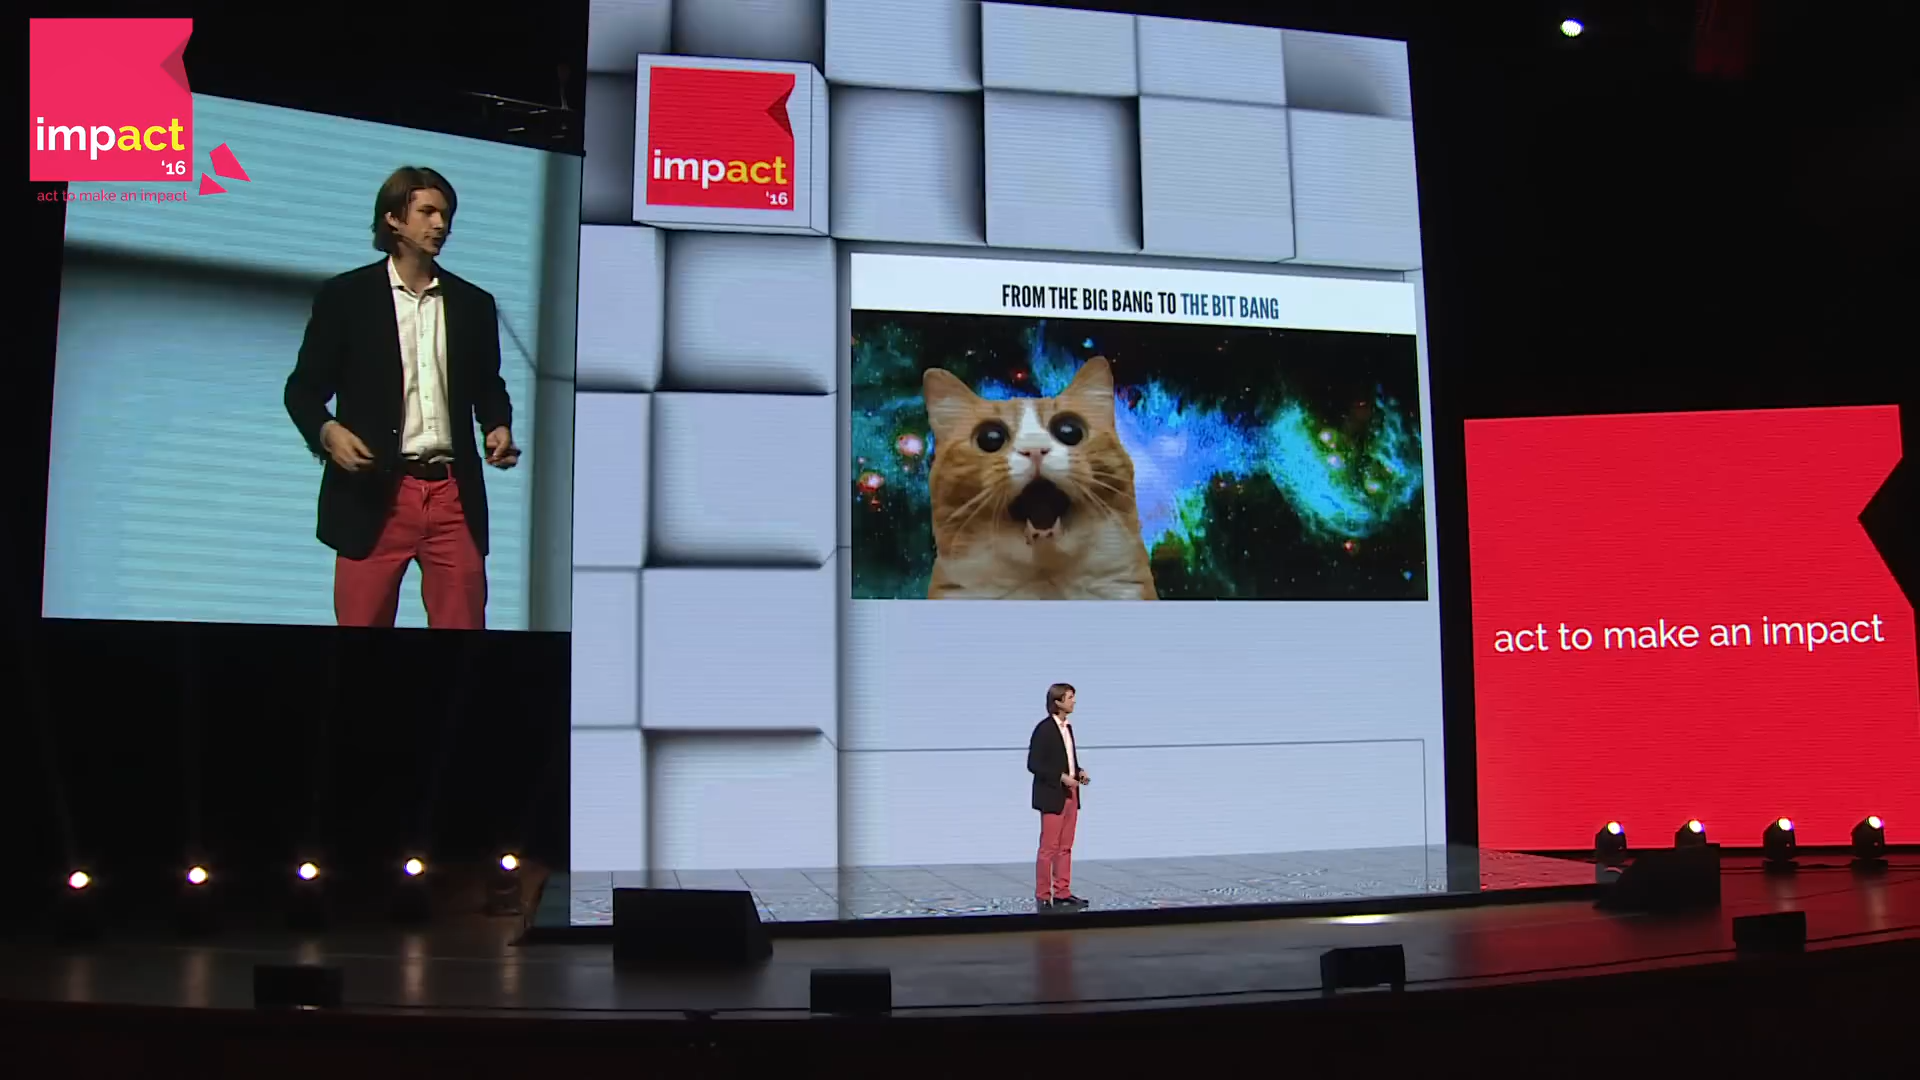 impact
'16
act to make an impact
impact
'16
FROM THE BIG BANG TO THE BIT BANG
act to make an impact